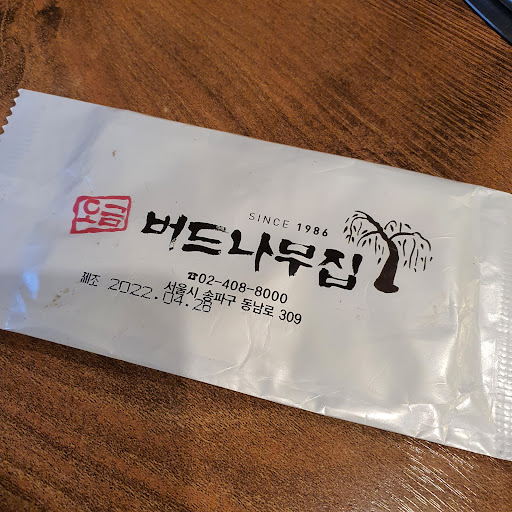 오금
SINCE 1986
버드나무집
☎02-408-8000
서울시 송파구 동남로 309
제조 2022.04.28